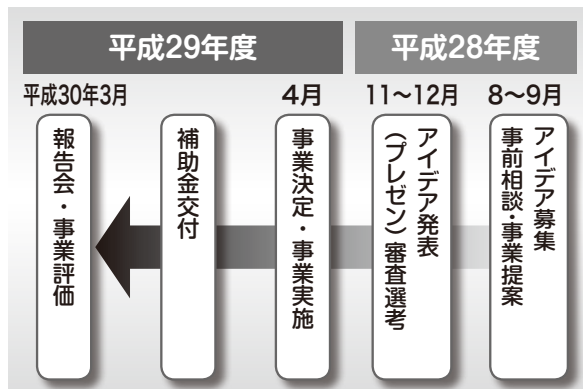 平成28年度
8〜9月
アイデア募集
事前相談・事業提案
11〜12月
アイデア発表
（プレゼン）審査選考
平成29年度
4月
事業決定・事業実施
補助金交付
平成30年3月
報告会・事業評価